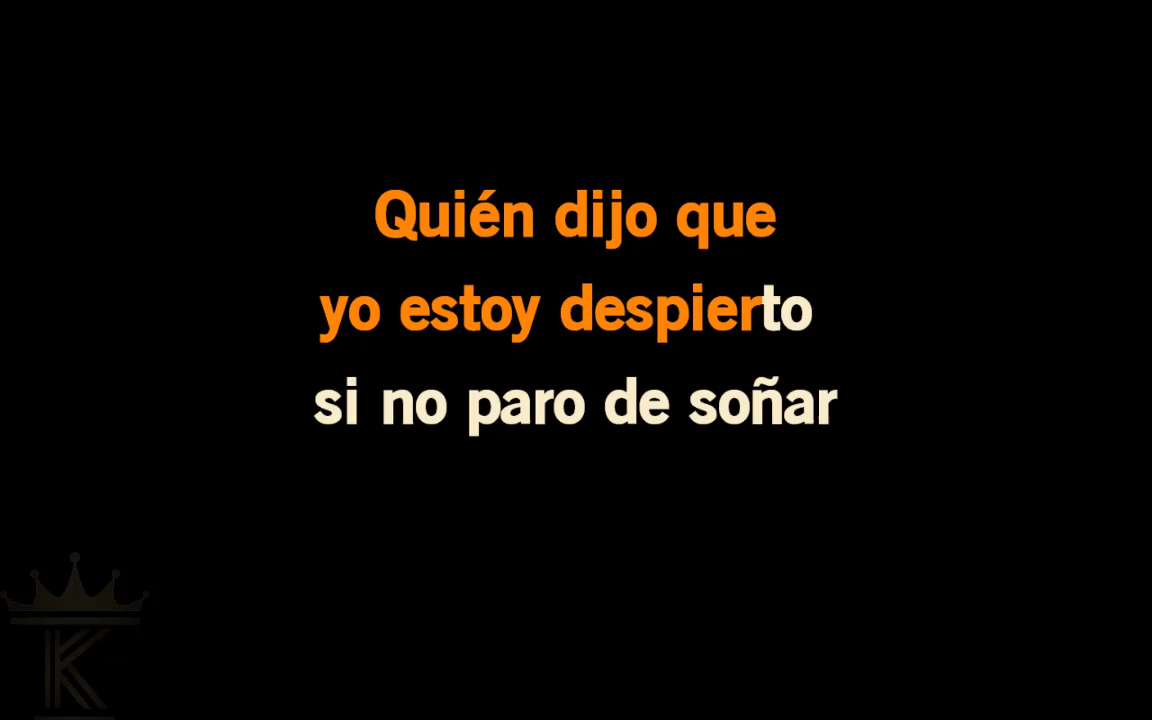 Quién dijo que
yo estoy despierto
si no paro de soñar
K